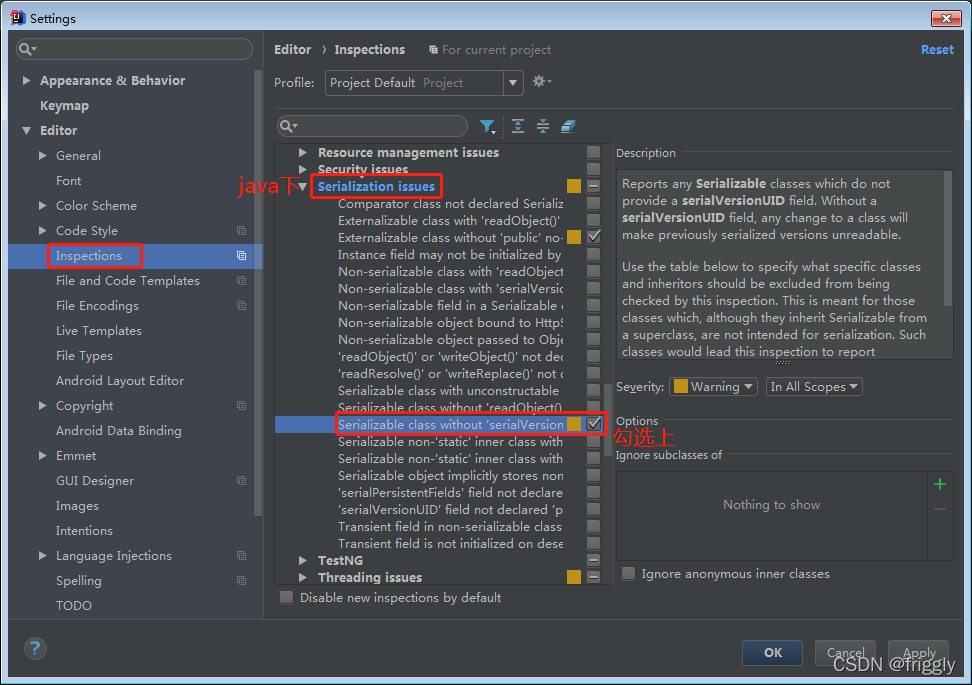 Settings
Appearance & Behavior
Keymap
Editor
General
Font
Color Scheme
Code Style
Inspections
File and Code Templates
File Encodings
Live Templates
File Types
Android Layout Editor
Copyright
Android Data Binding
Emmet
GUI Designer
Images
Intentions
Language Injections
Spelling
TODO
Editor › Inspections For current project Reset
Profile: Project Default Project
Resource management issues
Security issues
java下 Serialization issues
Comparator class not declared Serializ
Externalizable class with 'readObject()'
Externalizable class without 'public' no-
Instance field may not be initialized by
Non-serializable class with 'readObject
Non-serializable class with 'serialVersio
Non-serializable field in a Serializable
Non-serializable object bound to HttpS
Non-serializable object passed to Obje
'readObject()' or 'writeObject()' not dec
'readResolve()' or 'writeReplace()' not
Serializable class with unconstructable
Serializable class without 'readObject()
Serializable class without 'serialVersion
勾选上
Serializable non-'static' inner class with
Serializable non-'static' inner class with
Serializable object implicitly stores non
'serialPersistentFields' field not declare
'serialVersionUID' field not declared 'p
Transient field in non-serializable class
Transient field is not initialized on dese
TestNG
Threading issues
Disable new inspections by default
Description
Reports any Serializable classes which do not
provide a serialVersionUID field. Without a
serialVersionUID field, any change to a class will
make previously serialized versions unreadable.
Use the table below to specify what specific classes
and inheritors should be excluded from being
checked by this inspection. This is meant for those
classes which, although they inherit Serializable from
a superclass, are not intended for serialization. Such
classes would lead this inspection to report
Severity: Warning In All Scopes
Options
Ignore subclasses of
Nothing to show
Ignore anonymous inner classes
?
OK
Cancel
Apply
CSDN @friggly